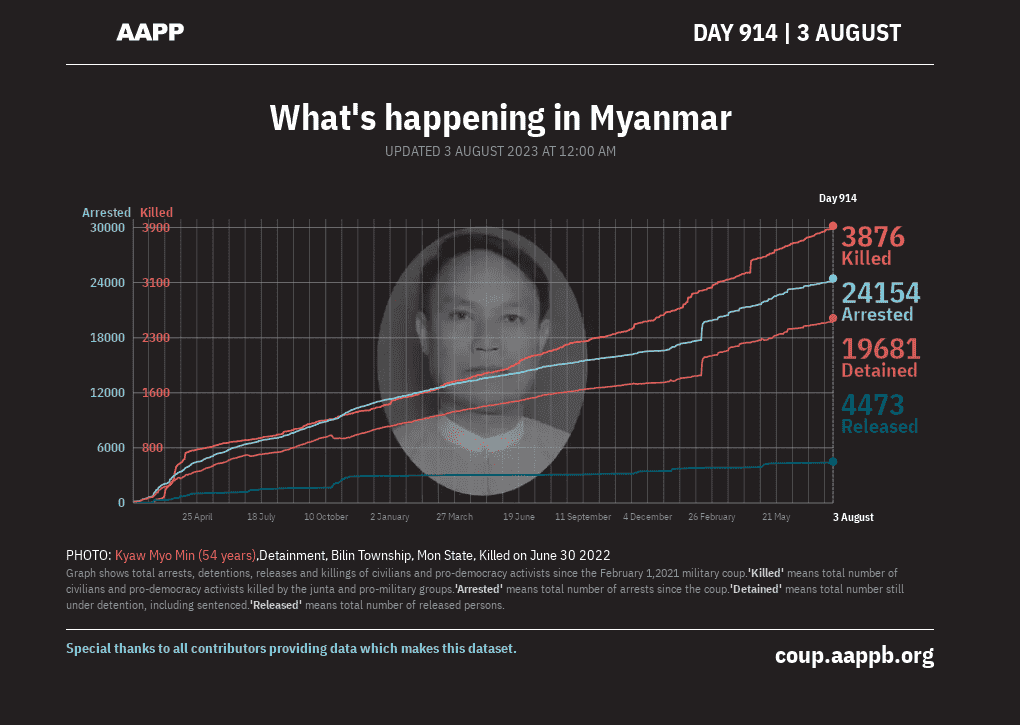 AAPP
DAY 914 | 3 AUGUST
What's happening in Myanmar
UPDATED 3 AUGUST 2023 AT 12:00 AM
Day 914
Arrested Killed
30000 3900
24000 3100
18000 2300
12000 1600
6000 800
0
3876
Killed
24154
Arrested
19681
Detained
4473
Released
25 April 18 July 10 October 2 January 27 March 19 June 11 September 4 December 26 February 21 May 3 August
PHOTO: Kyaw Myo Min (54 years),Detainment, Bilin Township, Mon State, Killed on June 30 2022
Graph shows total arrests, detentions, releases and killings of civilians and pro-democracy activists since the February 1,2021 military coup.'Killed' means total number of
civilians and pro-democracy activists killed by the junta and pro-military groups.'Arrested' means total number of arrests since the coup.'Detained' means total number still
under detention, including sentenced.'Released' means total number of released persons.
Special thanks to all contributors providing data which makes this dataset.
coup.aappb.org